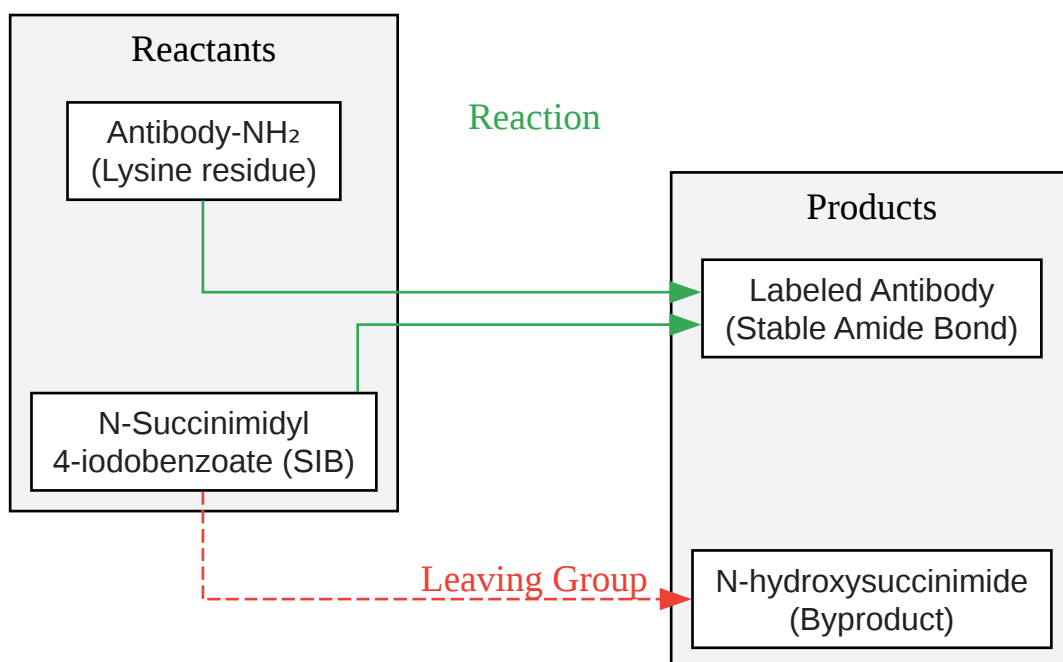 Reactants
Antibody-NH₂
(Lysine residue)
N-Succinimidyl
4-iodobenzoate (SIB)
Reaction
Leaving Group
Products
Labeled Antibody
(Stable Amide Bond)
N-hydroxysuccinimide
(Byproduct)